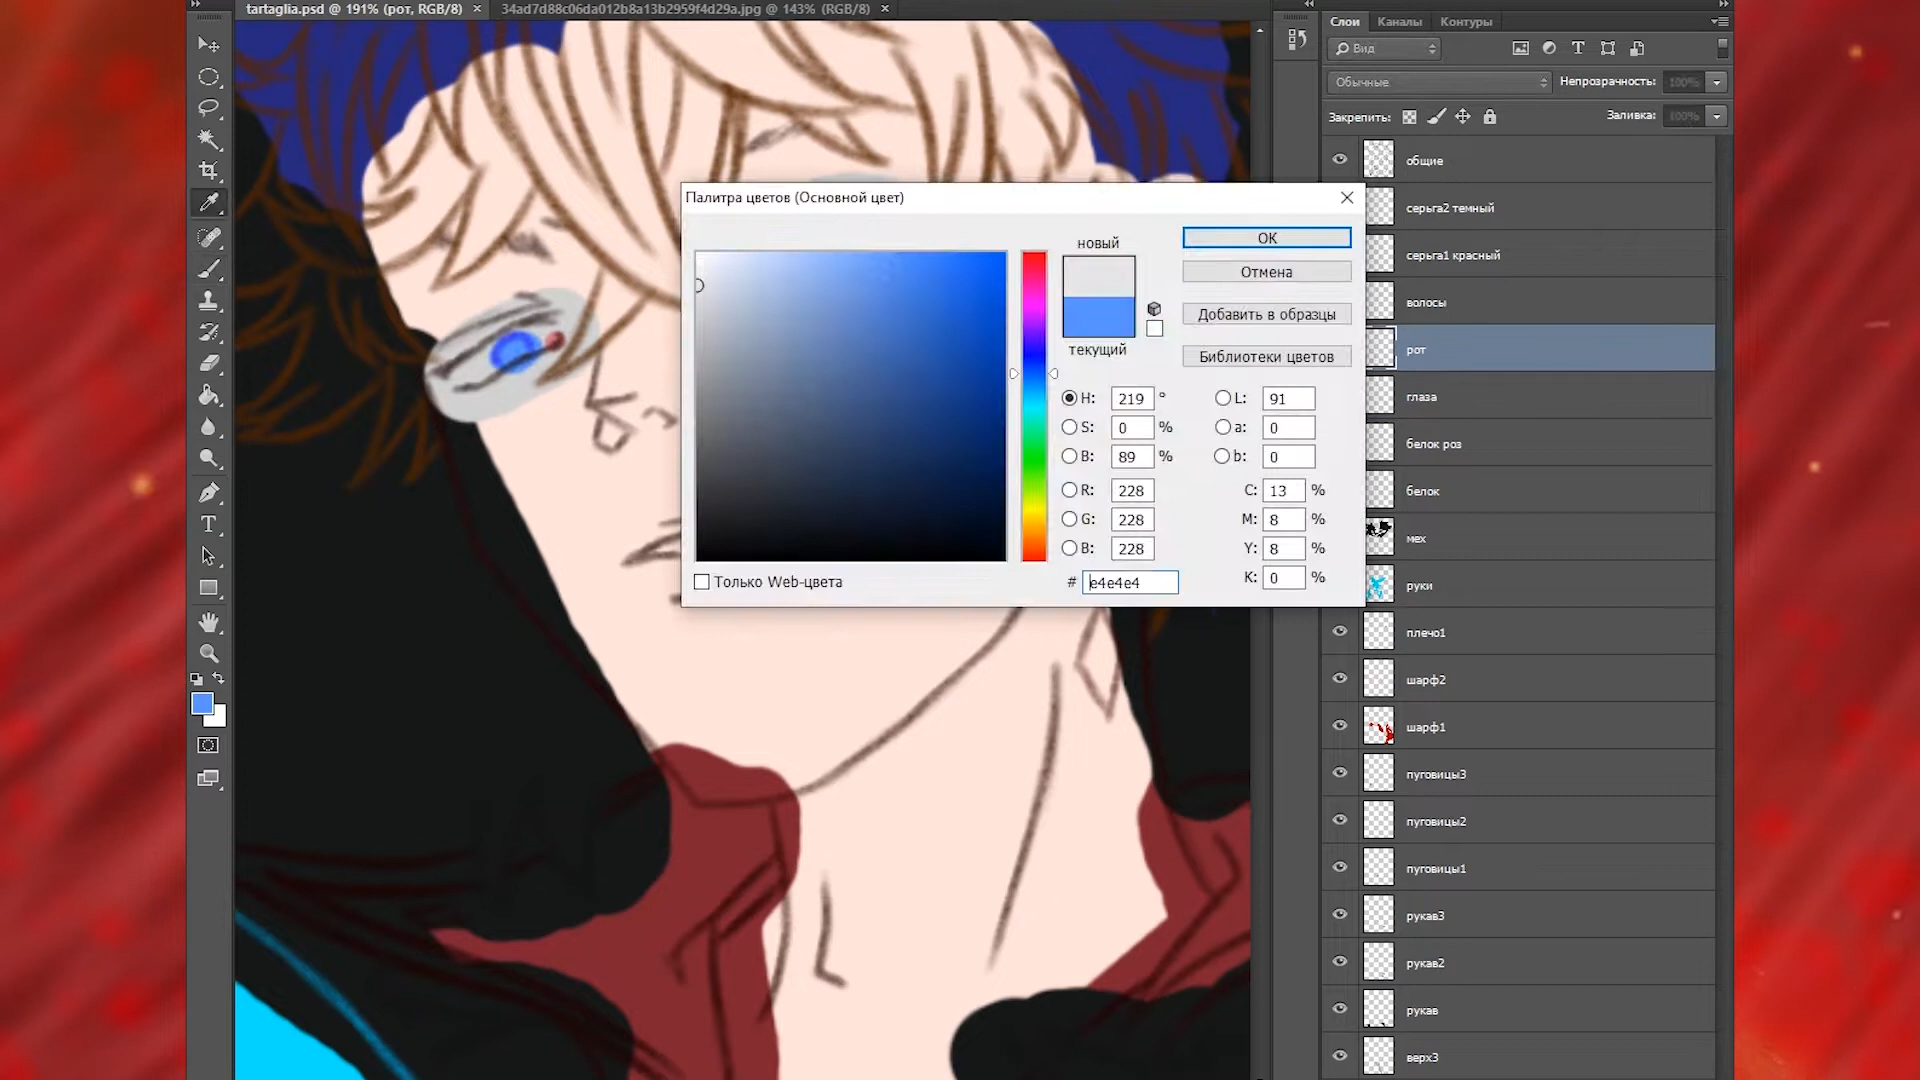 tartaglia.psd @ 191% (рот, RGB/8) ×
34ad7d88c06da012b8a13b2959f4d29a.jpg @ 143% (RGB/8) ×
Слои Каналы Контуры
Вид
Обычные Непрозрачность: 100%
Закрепить: Заливка: 100%
общие
серьга2 темный
серьга1 красный
волосы
рот
глаза
белок роз
белок
мех
руки
плечо1
шарф2
шарф1
пуговицы3
пуговицы2
пуговицы1
рукав3
рукав2
рукав
верх3
Палитра цветов (Основной цвет)
новый
текущий
OK
Отмена
Добавить в образцы
Библиотеки цветов
H: 219 °
S: 0 %
B: 89 %
R: 228
G: 228
B: 228
# e4e4e4
L: 91
a: 0
b: 0
C: 13 %
M: 8 %
Y: 8 %
K: 0 %
Только Web-цвета